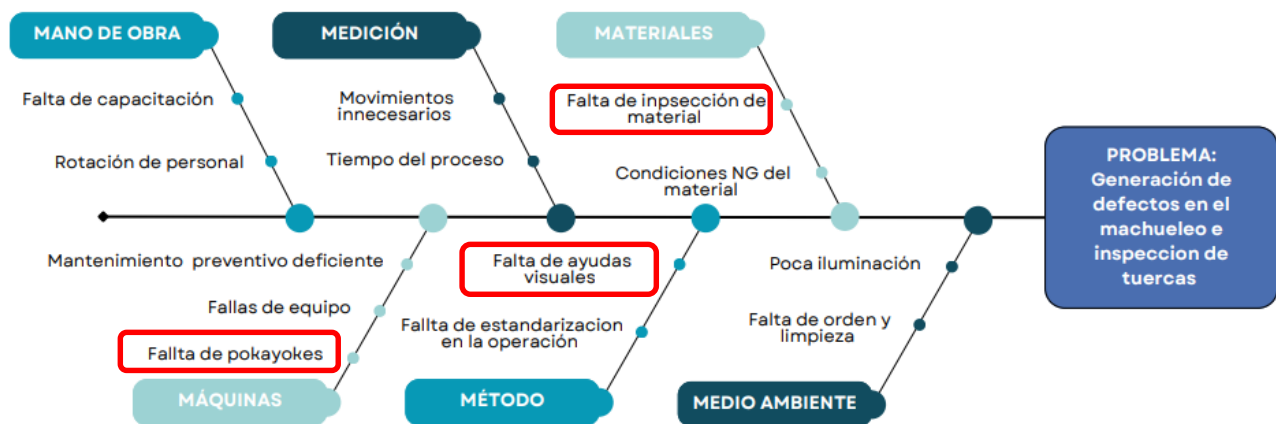 MANO DE OBRA
MEDICIÓN
MATERIALES
Falta de capacitación
Rotación de personal
Movimientos
innecesarios
Tiempo del proceso
Falta de inpsección de
material
Condiciones NG del
material
PROBLEMA:
Generación de
defectos en el
machueleo e
inspeccion de
tuercas
Mantenimiento preventivo deficiente
Fallas de equipo
Fallta de pokayokes
Falta de ayudas
visuales
Fallta de estandarizacion
en la operación
Poca iluminación
Falta de orden y
limpieza
MÁQUINAS
MÉTODO
MEDIO AMBIENTE